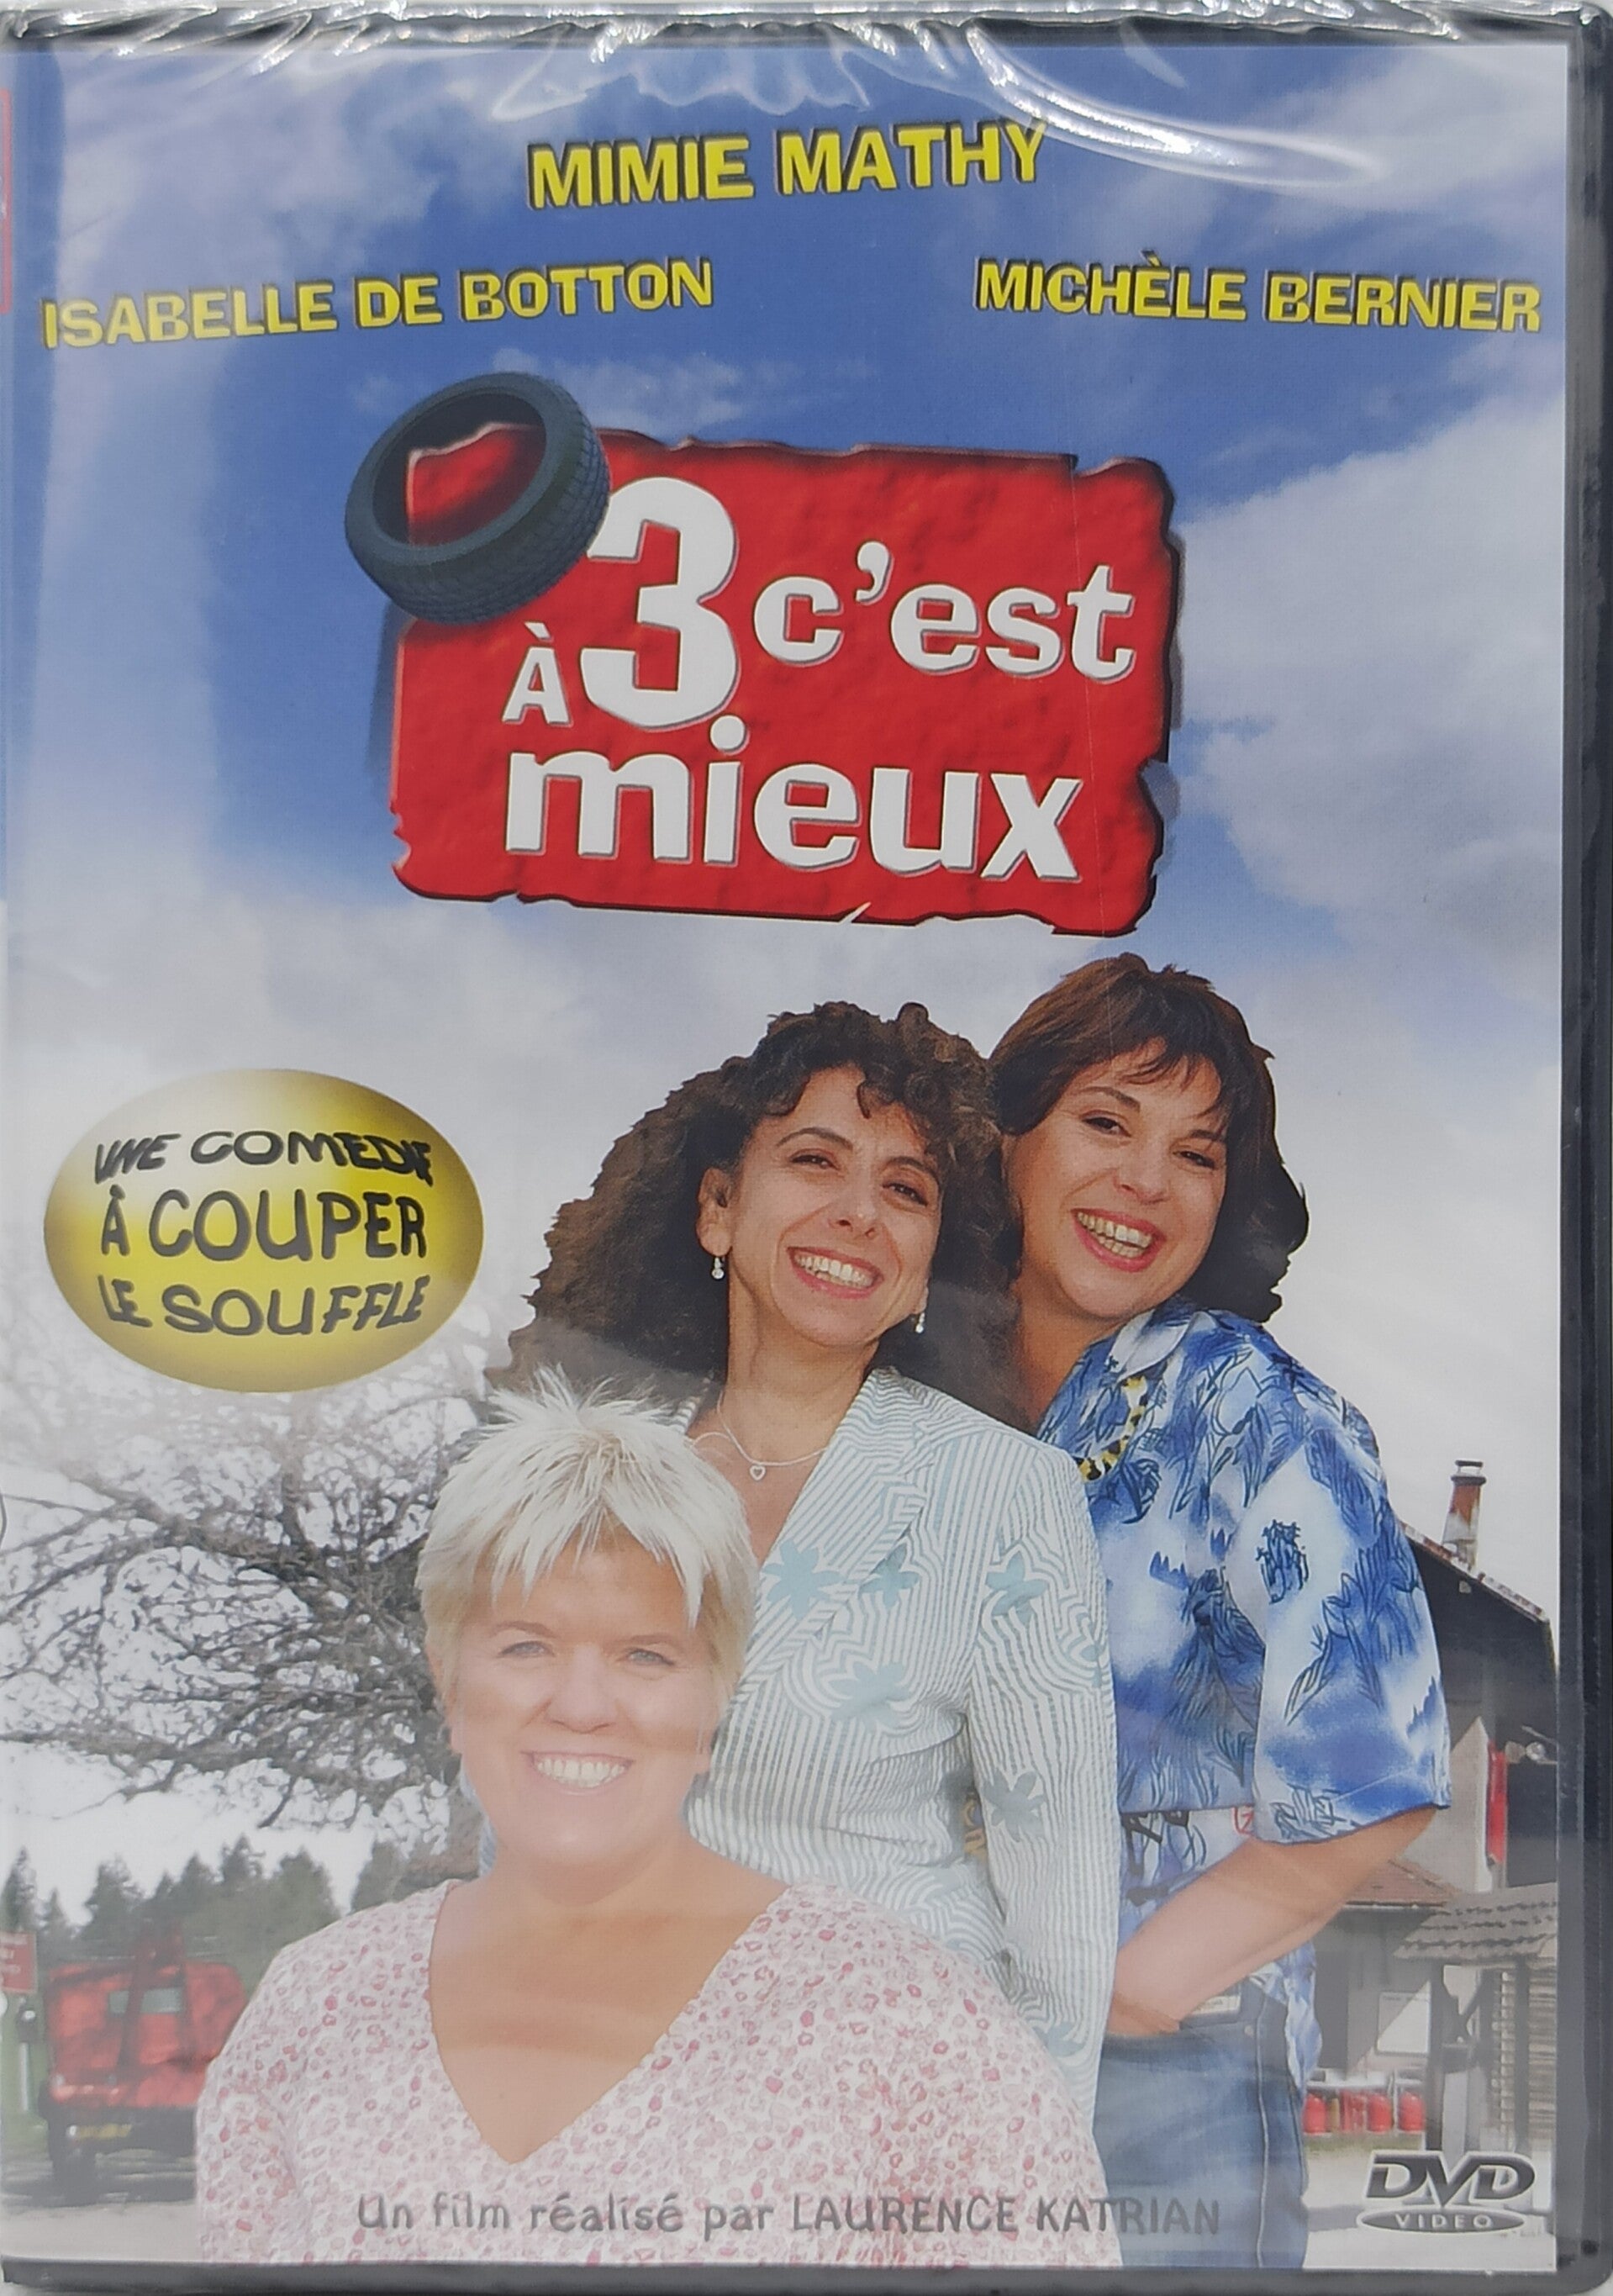 MIMIE MATHY
ISABELLE DE BOTTON
MICHÈLE BERNIER
À 3 c'est
mieux
UNE COMEDIE
À COUPER
LE SOUFFLE
Un film réalisé par LAURENCE KATRIAN
DVD
VIDEO